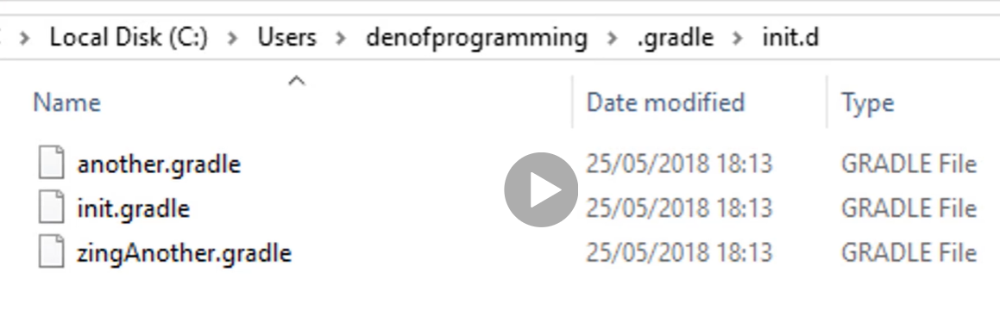 Local Disk (C:) > Users > denofprogramming > .gradle > init.d
Name Date modified Type
another.gradle 25/05/2018 18:13 GRADLE File
init.gradle 25/05/2018 18:13 GRADLE File
zingAnother.gradle 25/05/2018 18:13 GRADLE File